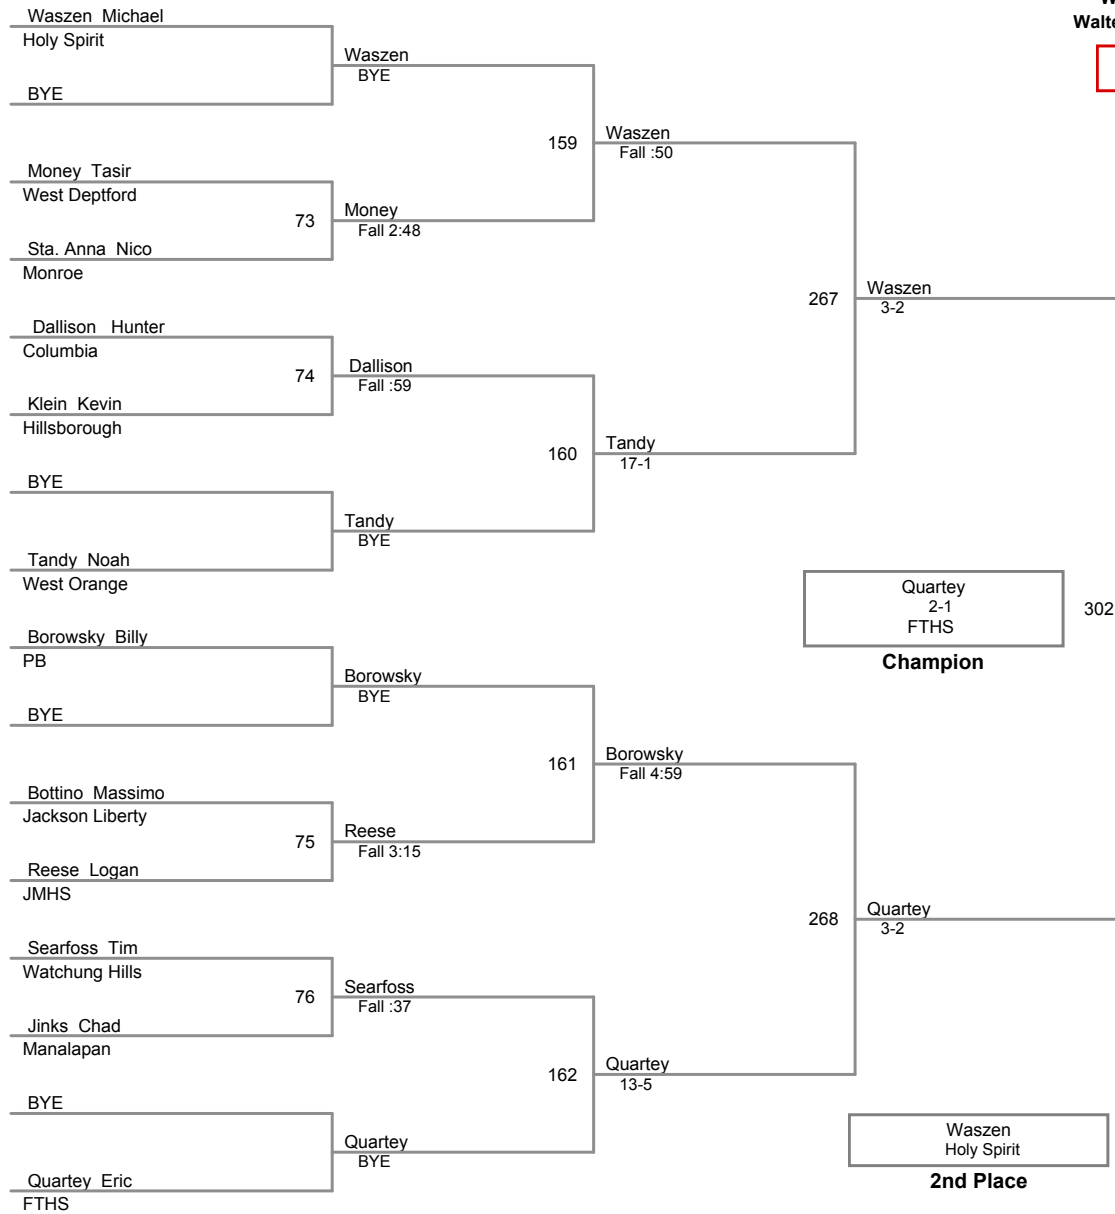 W
Walte
Waszen Michael
Holy Spirit
Waszen
BYE
BYE
159
Waszen
Fall :50
Money Tasir
West Deptford
73
Money
Fall 2:48
Sta. Anna Nico
Monroe
267
Waszen
3-2
Dallison Hunter
Columbia
74
Dallison
Fall :59
Klein Kevin
Hillsborough
160
Tandy
17-1
BYE
Tandy
BYE
Tandy Noah
West Orange
Quartey
2-1
FTHS
302
Champion
Borowsky Billy
PB
Borowsky
BYE
BYE
161
Borowsky
Fall 4:59
Bottino Massimo
Jackson Liberty
75
Reese
Fall 3:15
Reese Logan
JMHS
268
Quartey
3-2
Searfoss Tim
Watchung Hills
76
Searfoss
Fall :37
Jinks Chad
Manalapan
162
Quartey
13-5
BYE
Quartey
BYE
Waszen
Holy Spirit
2nd Place
Quartey Eric
FTHS